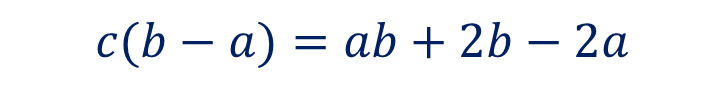 c(b − a) = ab + 2b − 2a